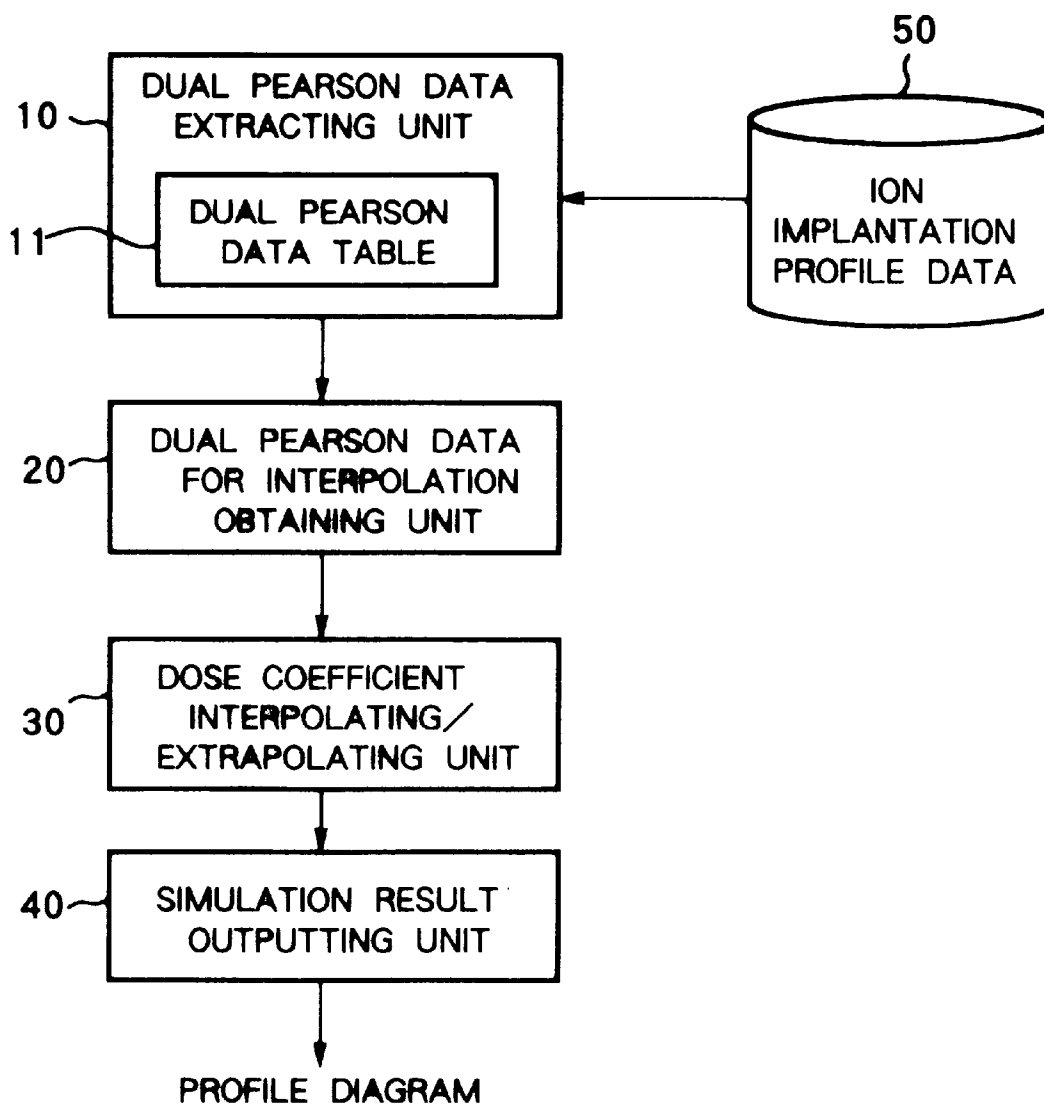 50
10
DUAL PEARSON DATA
EXTRACTING UNIT
11
DUAL PEARSON
DATA TABLE
ION
IMPLANTATION
PROFILE DATA
20
DUAL PEARSON DATA
FOR INTERPOLATION
OBTAINING UNIT
30
DOSE COEFFICIENT
INTERPOLATING/
EXTRAPOLATING UNIT
40
SIMULATION RESULT
OUTPUTTING UNIT
PROFILE DIAGRAM